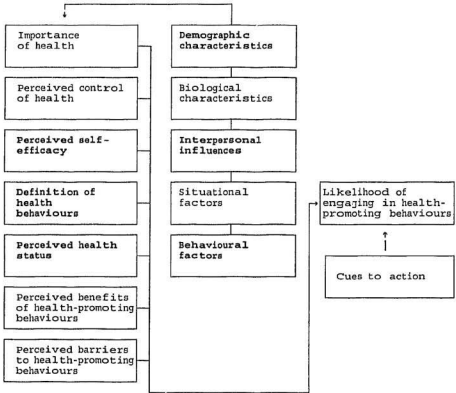 Importance
of health
Perceived control
of health
Perceived self-
efficacy
Definition of
health
behaviours
Perceived health
status
Perceived benefits
of health-promoting
behaviours
Perceived barriers
to health-promoting
behaviours
Demographic
characteristics
Biological
characteristics
Interpersonal
influences
Situational
factors
Behavioural
factors
Likelihood of
engaging in health-
promoting behaviours
Cues to action